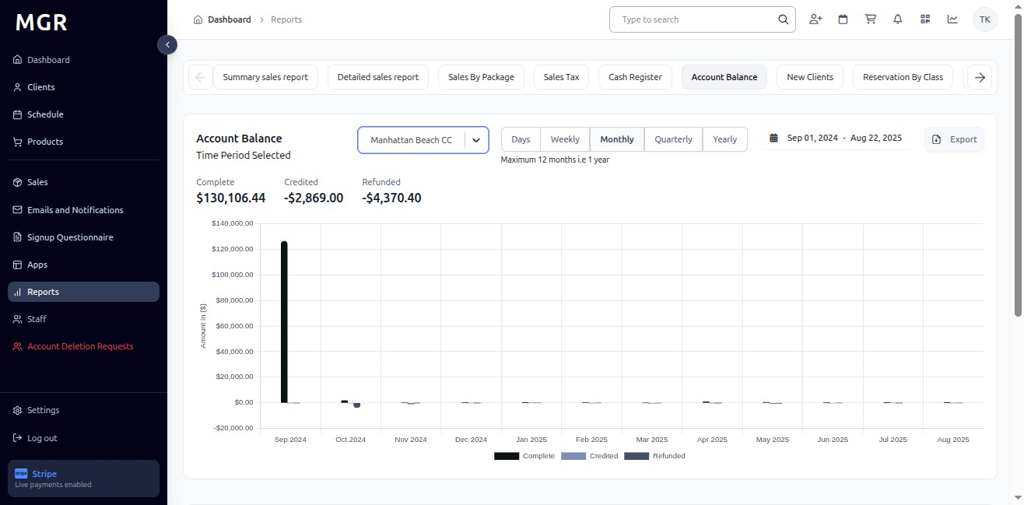 MGR
Dashboard
Clients
Schedule
Products
Sales
Emails and Notifications
Signup Questionnaire
Apps
Reports
Staff
Account Deletion Requests
Settings
Log out
stripe Stripe
Live payments enabled
Dashboard > Reports
Type to search
TK
Summary sales report
Detailed sales report
Sales By Package
Sales Tax
Cash Register
Account Balance
New Clients
Reservation By Class
Account Balance
Time Period Selected
Manhattan Beach CC
Days
Weekly
Monthly
Quarterly
Yearly
Maximum 12 months i.e 1 year
Sep 01, 2024 - Aug 22, 2025
Export
Complete
$130,106.44
Credited
-$2,869.00
Refunded
-$4,370.40
Amount in ($)
$140,000.00
$120,000.00
$100,000.00
$80,000.00
$60,000.00
$40,000.00
$20,000.00
$0.00
-$20,000.00
Sep 2024
Oct 2024
Nov 2024
Dec 2024
Jan 2025
Feb 2025
Mar 2025
Apr 2025
May 2025
Jun 2025
Jul 2025
Aug 2025
Complete
Credited
Refunded